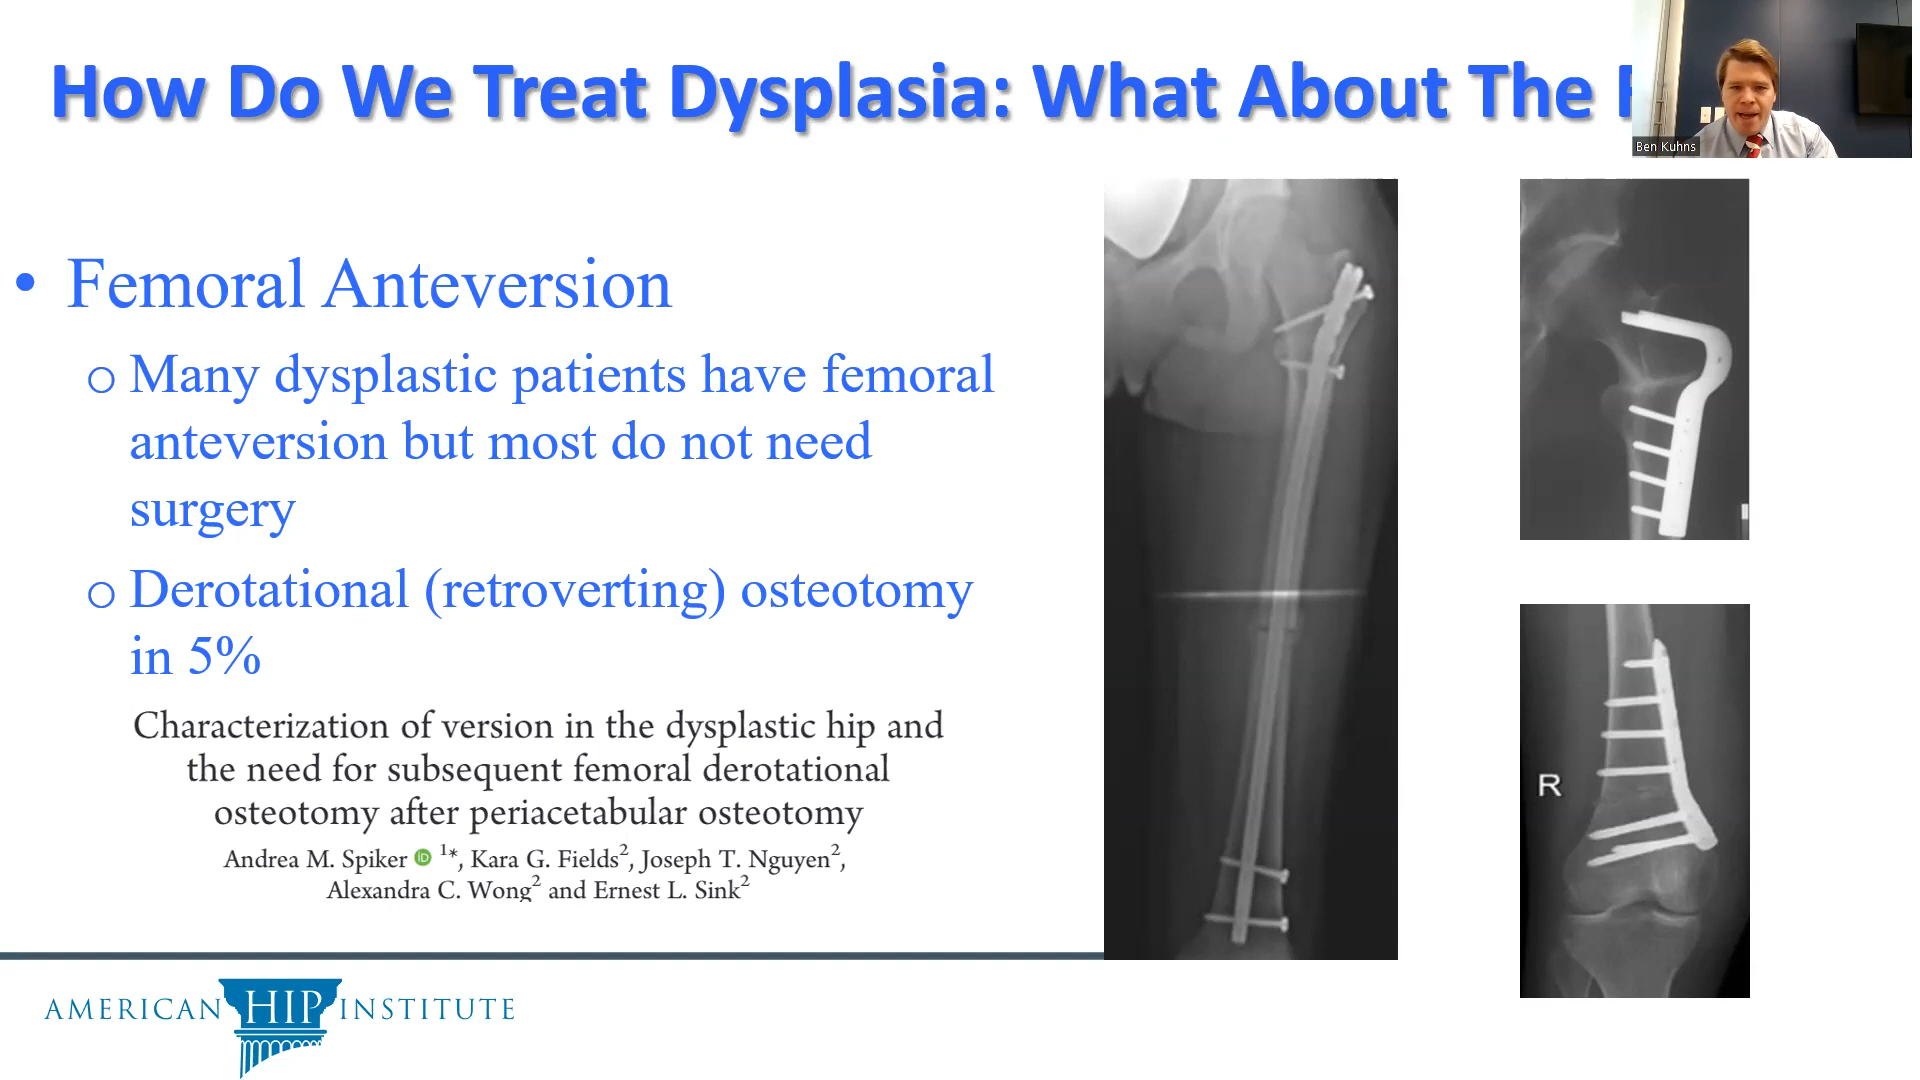 How Do We Treat Dysplasia: What About The
Ben Kuhns
• Femoral Anteversion
o Many dysplastic patients have femoral
anteversion but most do not need
surgery
o Derotational (retroverting) osteotomy
in 5%
Characterization of version in the dysplastic hip and
the need for subsequent femoral derotational
osteotomy after periacetabular osteotomy
Andrea M. Spiker iD 1*, Kara G. Fields2, Joseph T. Nguyen2,
Alexandra C. Wong2 and Ernest L. Sink2
R
AMERICAN HIP INSTITUTE